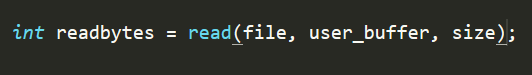 int readbytes = read(file, user_buffer, size);